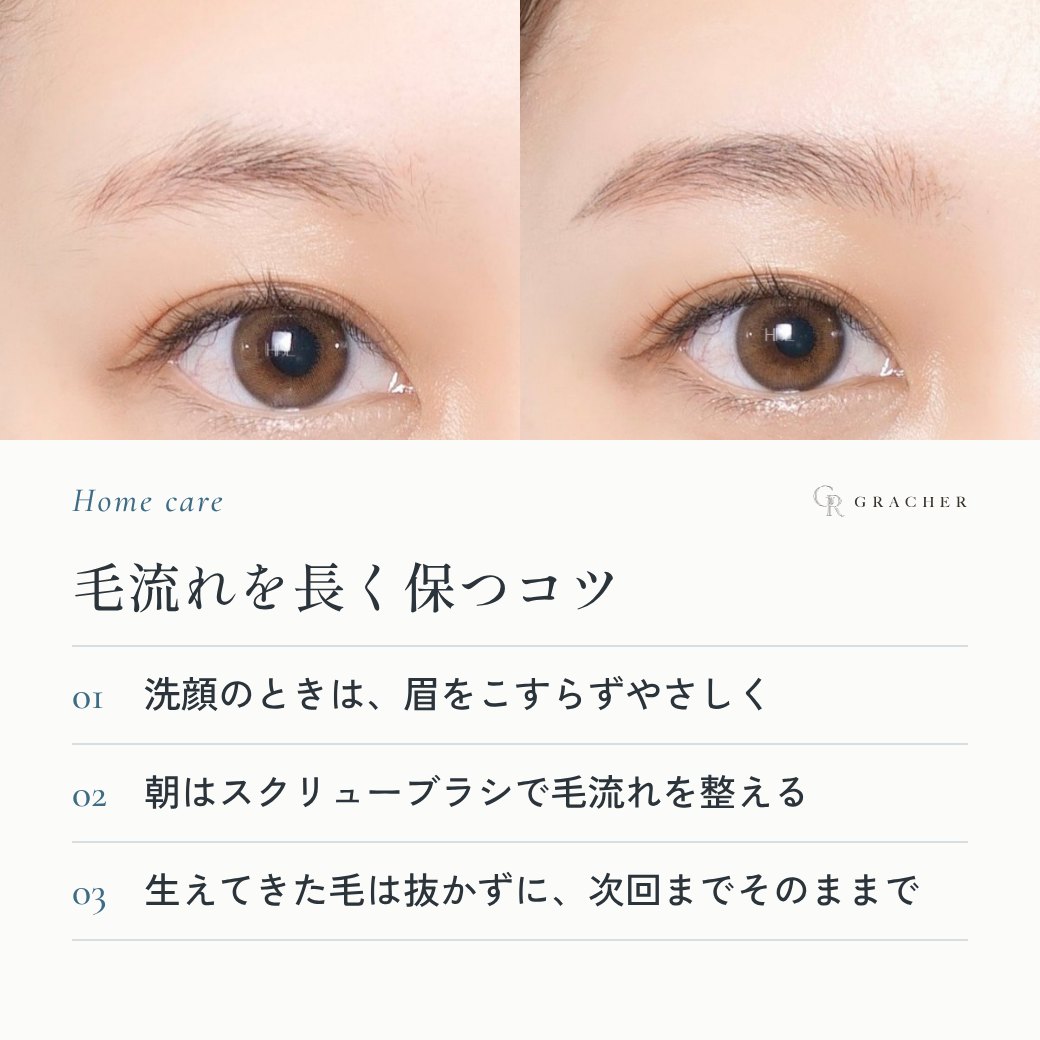 Home care
GR GRACHER
毛流れを長く保つコツ
01 洗顔のときは、眉をこすらずやさしく
02 朝はスクリューブラシで毛流れを整える
03 生えてきた毛は抜かずに、次回までそのままで